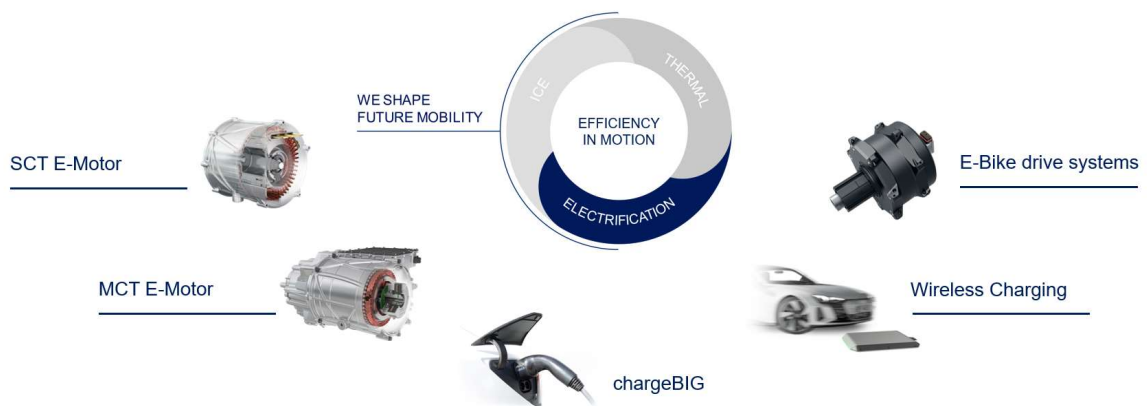 WE SHAPE
FUTURE MOBILITY
ICE
THERMAL
EFFICIENCY
IN MOTION
ELECTRIFICATION
SCT E-Motor
E-Bike drive systems
MCT E-Motor
Wireless Charging
chargeBIG